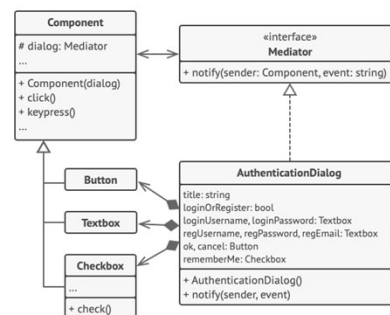 Component
# dialog: Mediator
...
+ Component(dialog)
+ click()
+ keypress()
...
«interface»
Mediator
+ notify(sender: Component, event: string)
Button
Textbox
Checkbox
...
+ check()
AuthenticationDialog
title: string
loginOrRegister: bool
loginUsername, loginPassword: Textbox
regUsername, regPassword, regEmail: Textbox
ok, cancel: Button
rememberMe: Checkbox
+ AuthenticationDialog()
+ notify(sender, event)